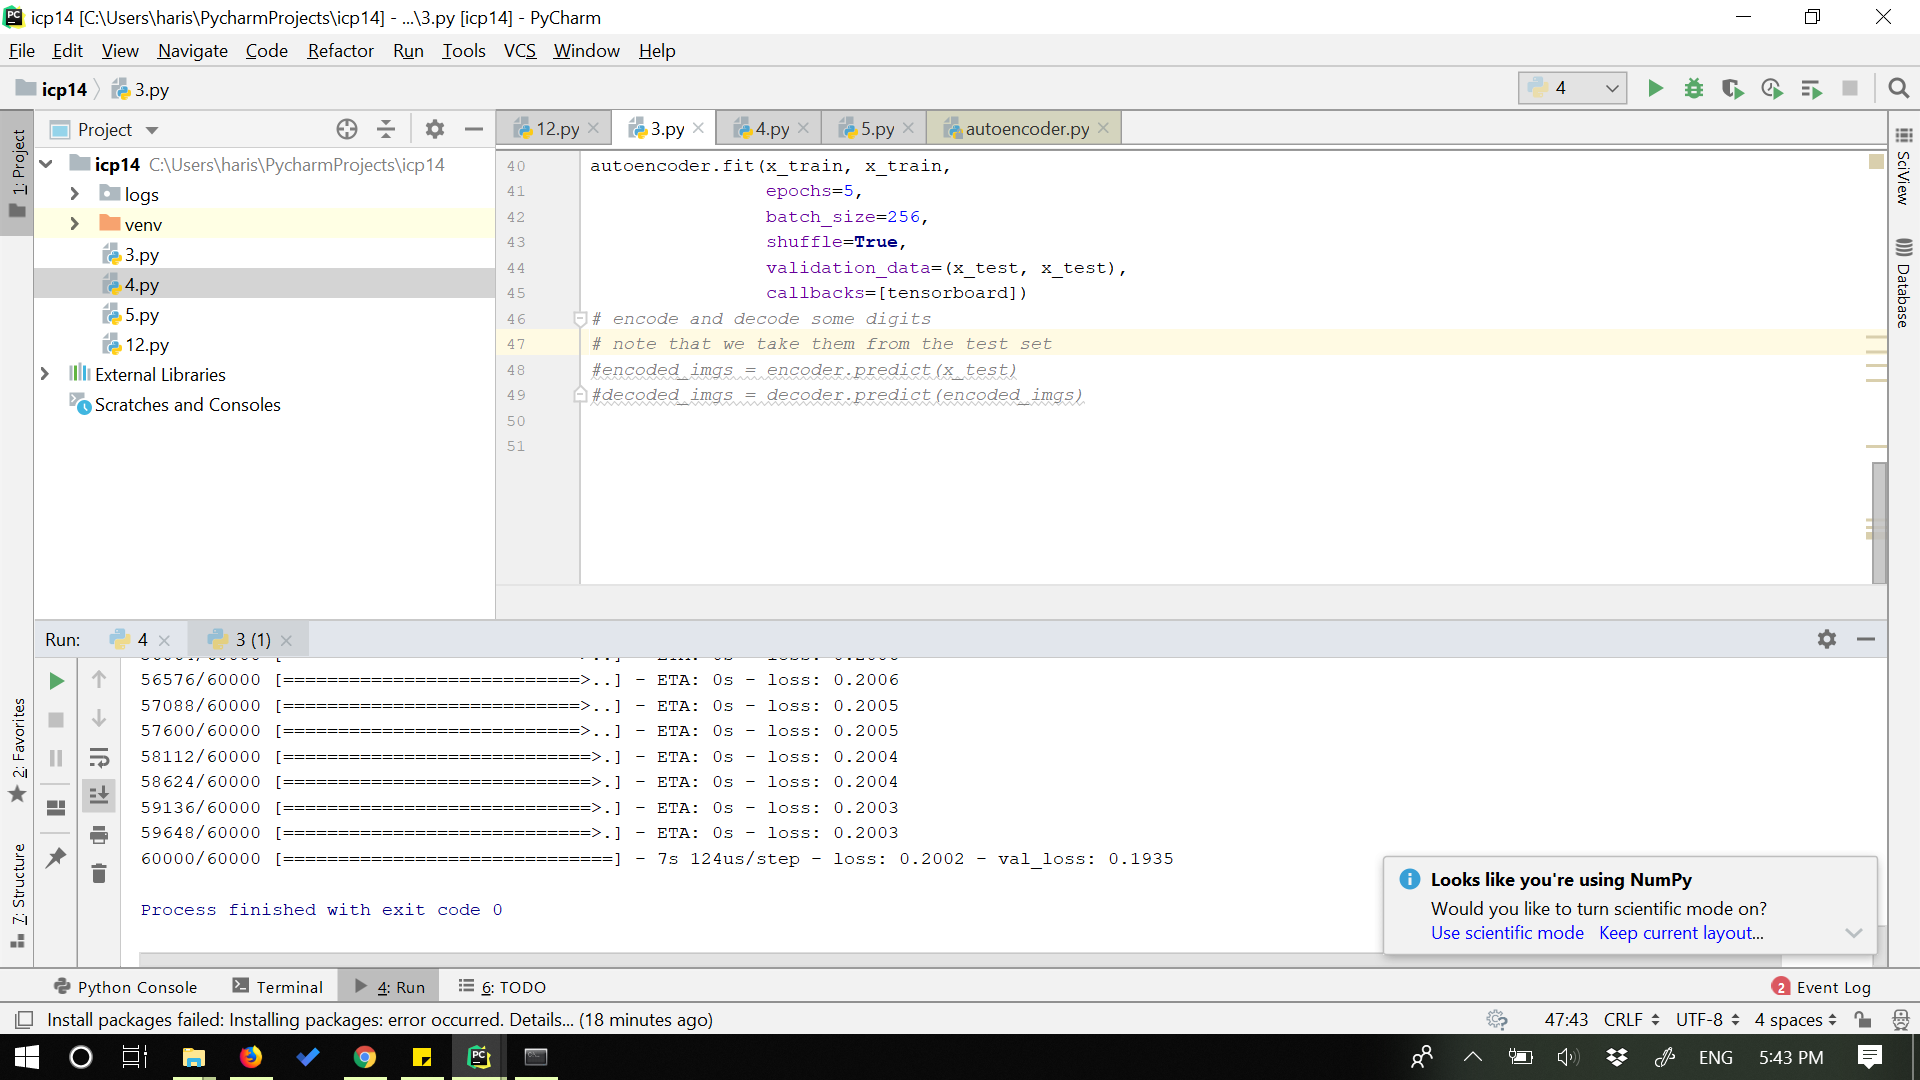 icp14 [C:\Users\haris\PycharmProjects\icp14] - ...\3.py [icp14] - PyCharm
File Edit View Navigate Code Refactor Run Tools VCS Window Help
icp14 3.py
4
1: Project
Project
12.py 3.py 4.py 5.py autoencoder.py
icp14 C:\Users\haris\PycharmProjects\icp14
logs
venv
3.py
4.py
5.py
12.py
External Libraries
Scratches and Consoles
40 autoencoder.fit(x_train, x_train,
41 epochs=5,
42 batch_size=256,
43 shuffle=True,
44 validation_data=(x_test, x_test),
45 callbacks=[tensorboard])
46 # encode and decode some digits
47 # note that we take them from the test set
48 #encoded_imgs = encoder.predict(x_test)
49 #decoded_imgs = decoder.predict(encoded_imgs)
50
51
SciView
Database
Run: 4 3 (1)
56576/60000 [===========================>..] - ETA: 0s - loss: 0.2006
57088/60000 [===========================>..] - ETA: 0s - loss: 0.2005
57600/60000 [===========================>..] - ETA: 0s - loss: 0.2005
58112/60000 [============================>.] - ETA: 0s - loss: 0.2004
58624/60000 [============================>.] - ETA: 0s - loss: 0.2004
59136/60000 [============================>.] - ETA: 0s - loss: 0.2003
59648/60000 [============================>.] - ETA: 0s - loss: 0.2003
60000/60000 [==============================] - 7s 124us/step - loss: 0.2002 - val_loss: 0.1935
Process finished with exit code 0
2: Favorites
7: Structure
Looks like you're using NumPy
Would you like to turn scientific mode on?
Use scientific mode Keep current layout...
Python Console Terminal 4: Run 6: TODO 2 Event Log
Install packages failed: Installing packages: error occurred. Details... (18 minutes ago) 47:43 CRLF UTF-8 4 spaces
ENG 5:43 PM